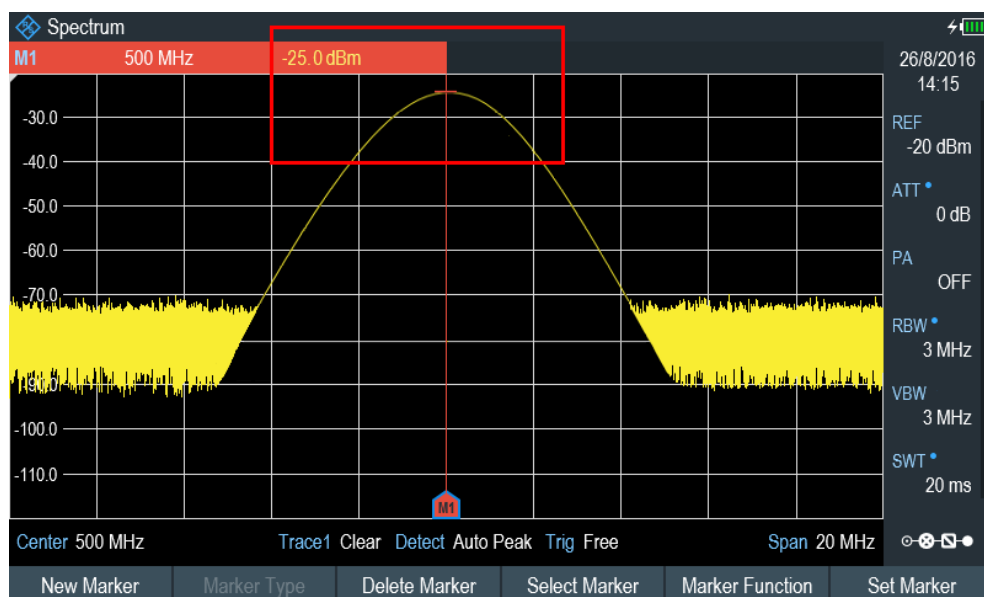 Spectrum
M1 500 MHz -25.0 dBm
26/8/2016
14:15
-30.0
-40.0
-50.0
-60.0
-70.0
-90.0
-100.0
-110.0
M1
REF
-20 dBm
ATT
0 dB
PA
OFF
RBW
3 MHz
VBW
3 MHz
SWT
20 ms
Center 500 MHz Trace1 Clear Detect Auto Peak Trig Free Span 20 MHz
New Marker Marker Type Delete Marker Select Marker Marker Function Set Marker